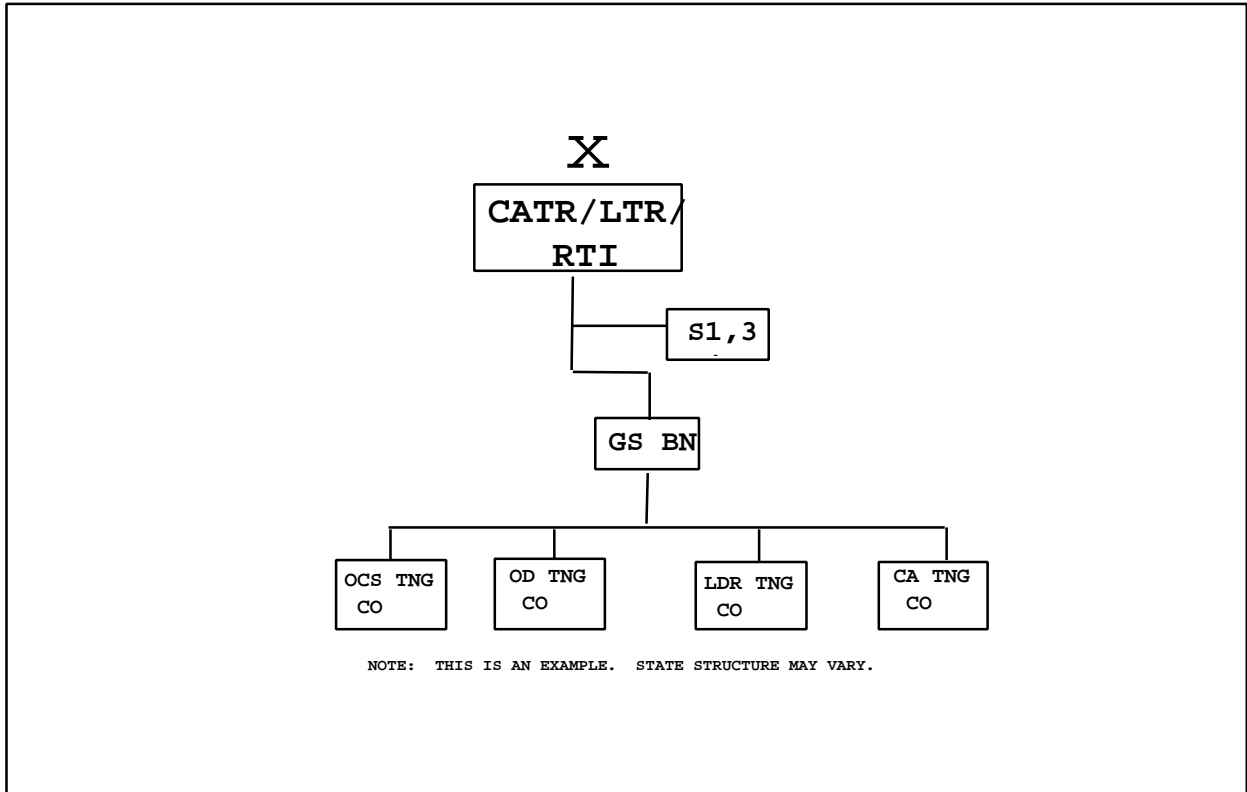 X
CATR/LTR/
RTI
S1,3
GS BN
OCS TNG
CO
OD TNG
CO
LDR TNG
CO
CA TNG
CO
NOTE: THIS IS AN EXAMPLE. STATE STRUCTURE MAY VARY.